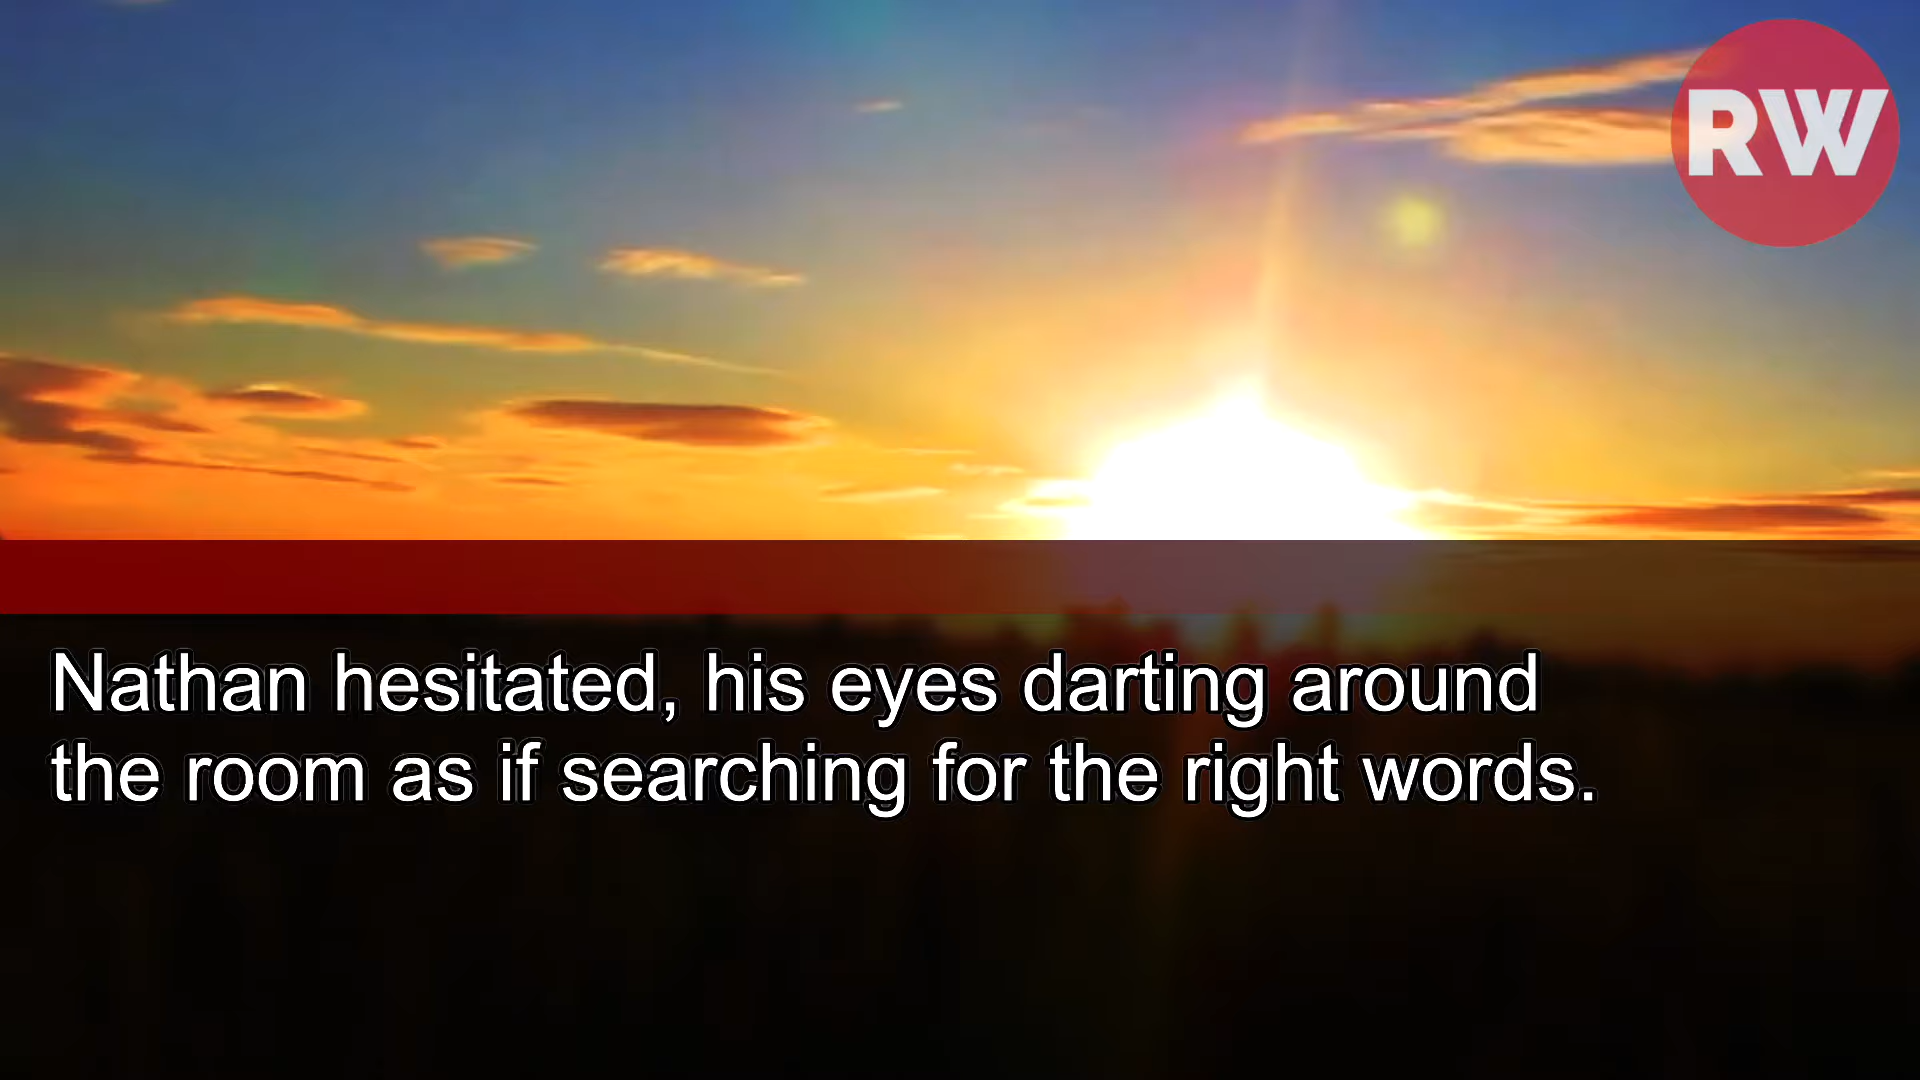 RW
Nathan hesitated, his eyes darting around
the room as if searching for the right words.